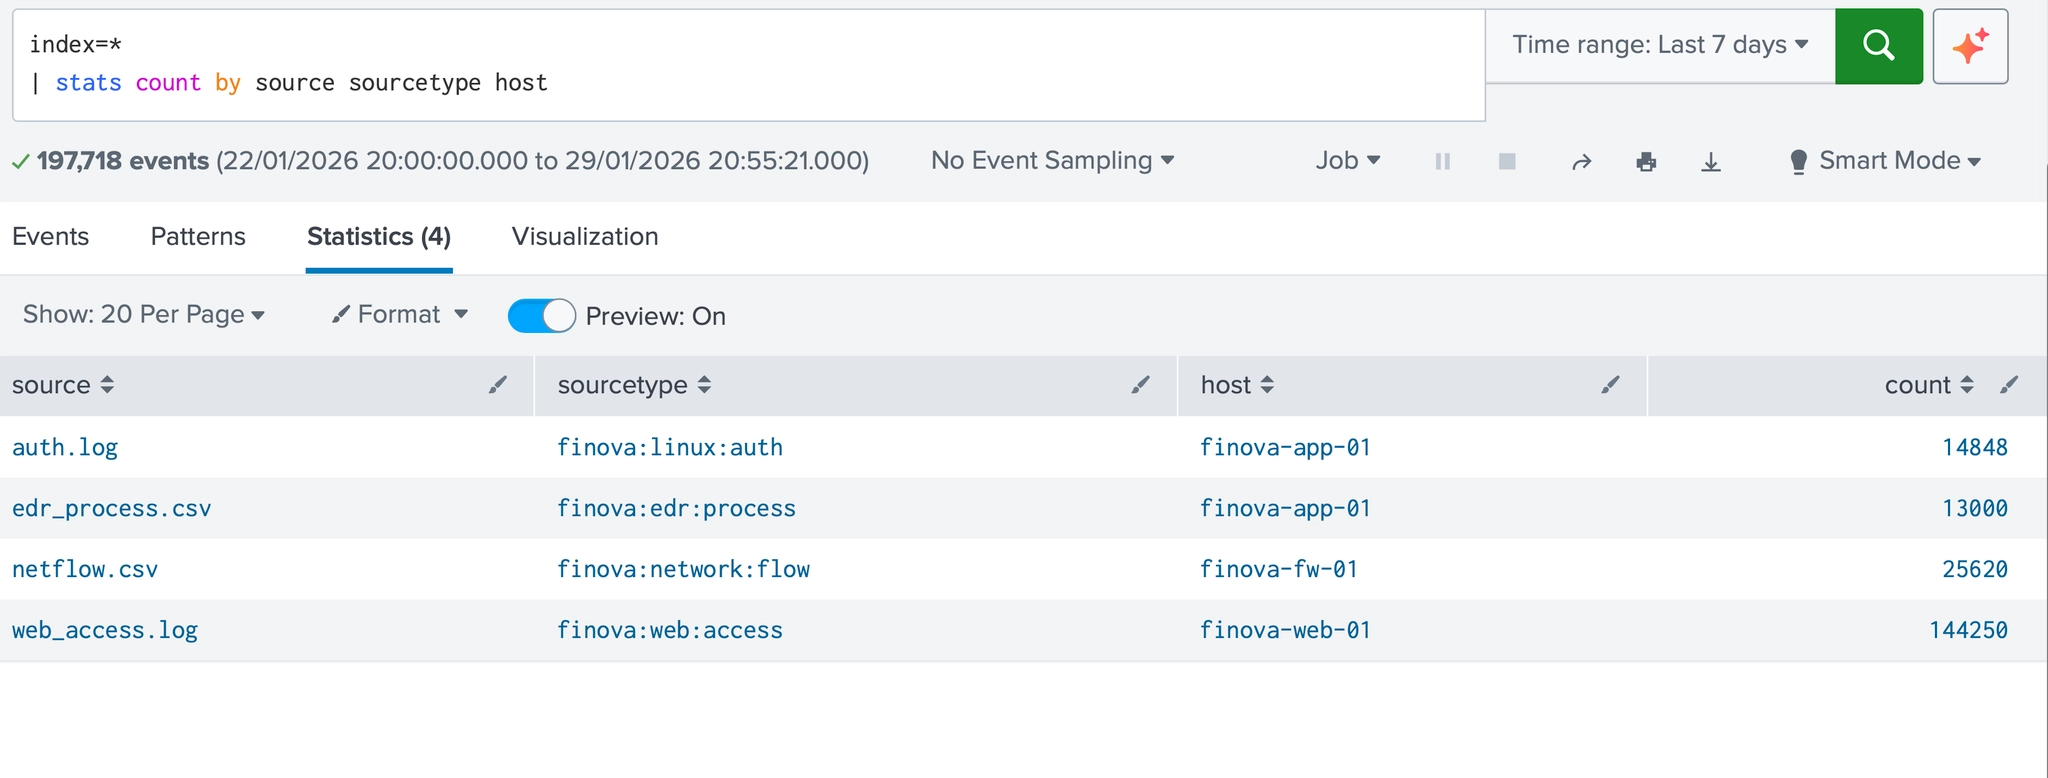 index=*
| stats count by source sourcetype host
Time range: Last 7 days
197,718 events (22/01/2026 20:00:00.000 to 29/01/2026 20:55:21.000)
No Event Sampling
Job
Smart Mode
Events
Patterns
Statistics (4)
Visualization
Show: 20 Per Page
Format
Preview: On
source sourcetype host count
auth.log finova:linux:auth finova-app-01 14848
edr_process.csv finova:edr:process finova-app-01 13000
netflow.csv finova:network:flow finova-fw-01 25620
web_access.log finova:web:access finova-web-01 144250